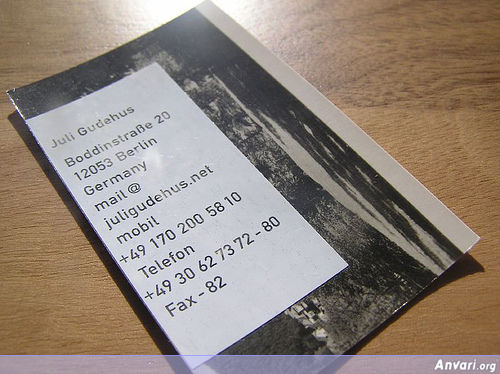 Juli Gudehus
Boddinstraße 20
12053 Berlin
Germany
mail @
juligudehus.net
mobil
+49 170 200 58 10
Telefon
+49 30 62 73 72 - 80
Fax - 82
Anvari.org